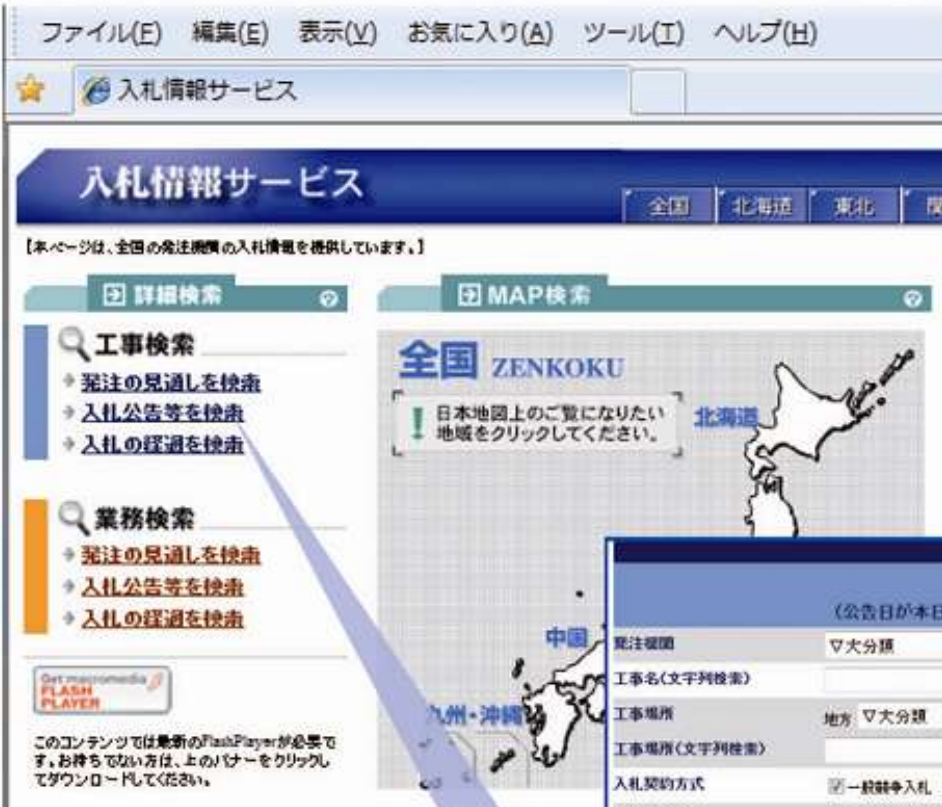 ファイル(F) 編集(E) 表示(V) お気に入り(A) ツール(T) ヘルプ(H)
入札情報サービス
入札情報サービス
全国 北海道 東北
【本ページは、全国の発注機関の入札情報を提供しています。】
詳細検索
MAP検索
工事検索
発注の見通しを検索
入札公告等を検索
入札の経過を検索
業務検索
発注の見通しを検索
入札公告等を検索
入札の経過を検索
全国 ZENKOKU
! 日本地図上のご覧になりたい
地域をクリックしてください。
北海道
中国
九州・沖縄
Get macromedia
FLASH
PLAYER
このコンテンツでは最新のFlashPlayerが必要で
す。お持ちでない方は、上のバナーをクリックし
てダウンロードしてください。
(公告日が本日
発注機関 ▽大分類
工事名(文字列検索)
工事場所 地方 ▽大分類
工事場所(文字列検索)
入札契約方式 一般競争入札